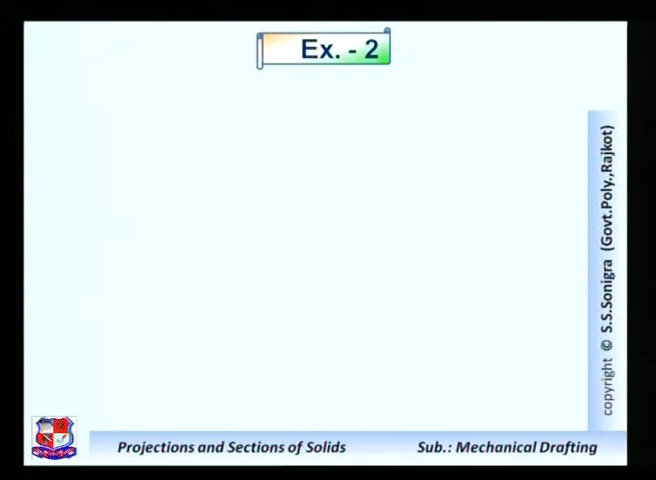 Ex. - 2
copyright © S.S.Sonigra (Govt.Poly.,Rajkot)
Projections and Sections of Solids
Sub.: Mechanical Drafting